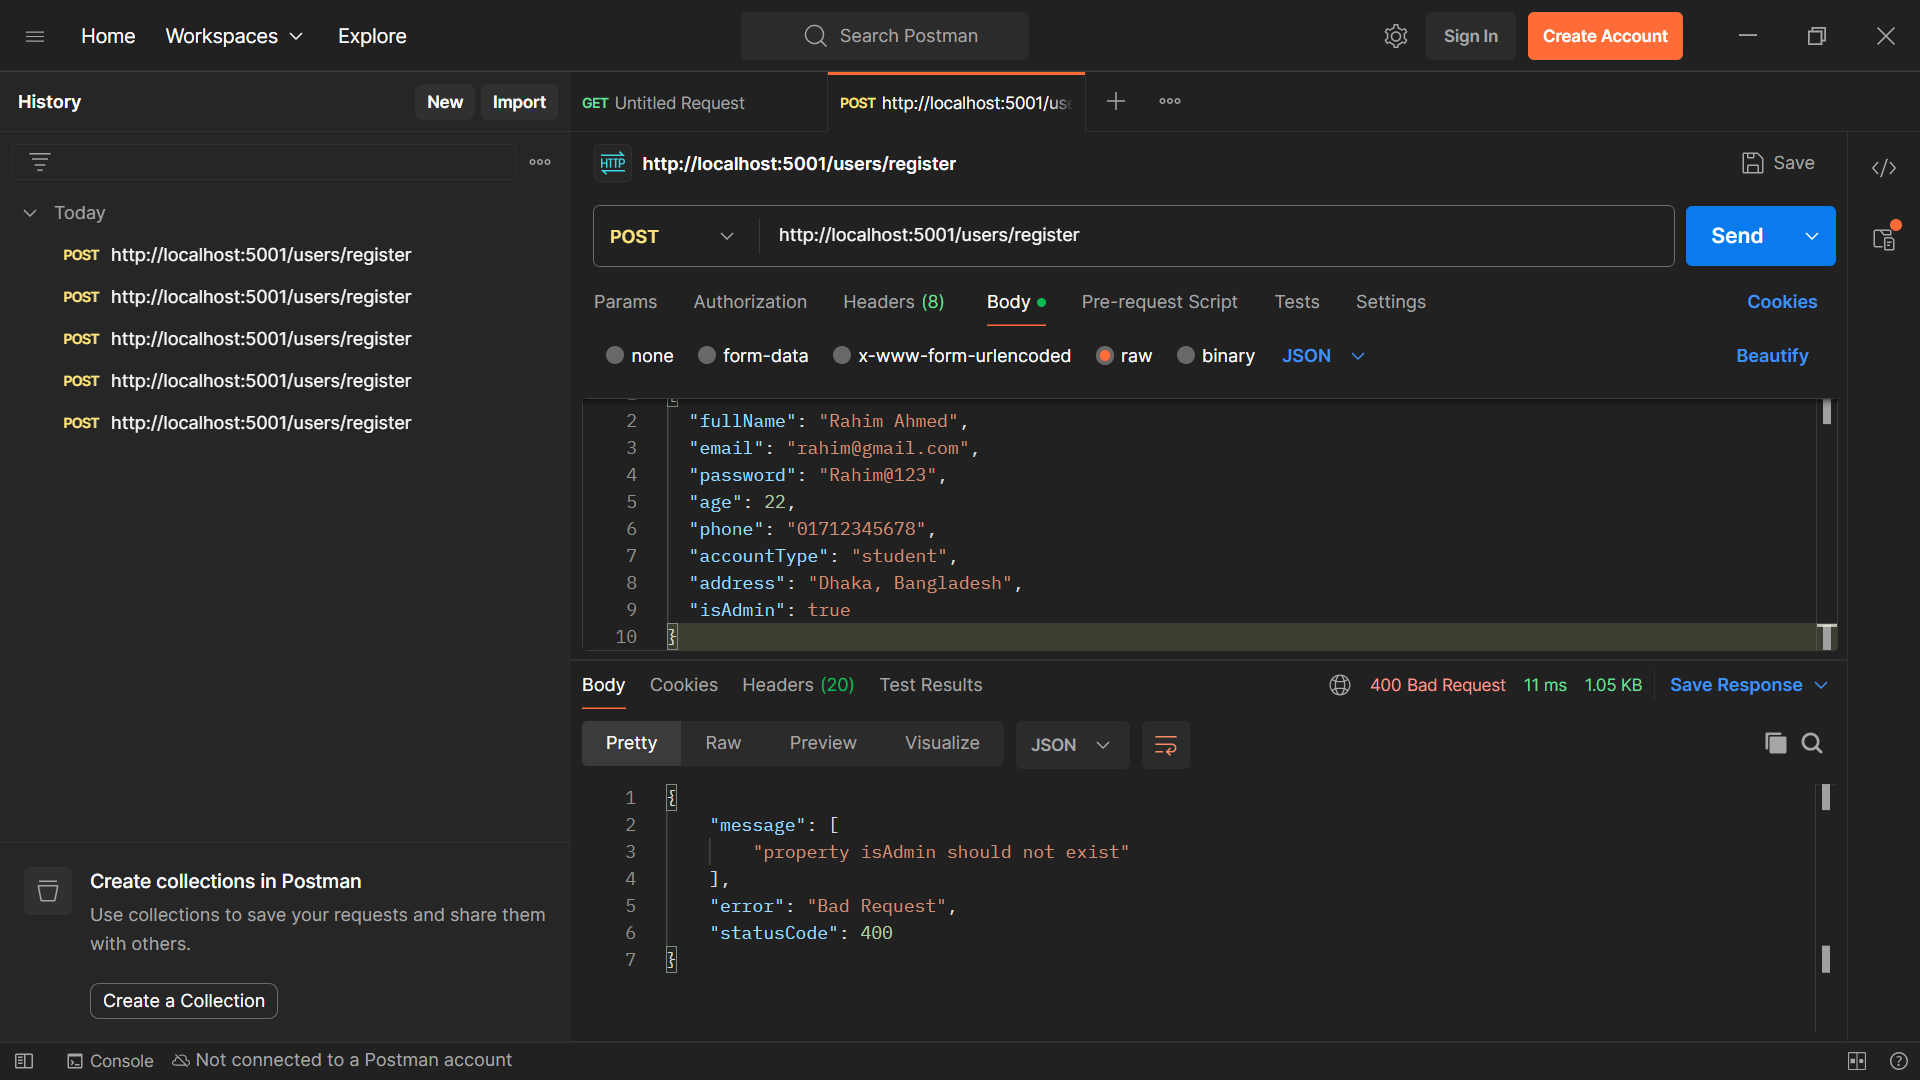 Home
Workspaces
Explore
Search Postman
Sign In
Create Account
History
New
Import
GET Untitled Request
POST http://localhost:5001/us
HTTP http://localhost:5001/users/register
Save
Today
POST http://localhost:5001/users/register
POST http://localhost:5001/users/register
POST http://localhost:5001/users/register
POST http://localhost:5001/users/register
POST http://localhost:5001/users/register
POST
http://localhost:5001/users/register
Send
Params
Authorization
Headers (8)
Body
Pre-request Script
Tests
Settings
Cookies
none
form-data
x-www-form-urlencoded
raw
binary
JSON
Beautify
2 "fullName": "Rahim Ahmed",
3 "email": "rahim@gmail.com",
4 "password": "Rahim@123",
5 "age": 22,
6 "phone": "01712345678",
7 "accountType": "student",
8 "address": "Dhaka, Bangladesh",
9 "isAdmin": true
10 }
Body
Cookies
Headers (20)
Test Results
400 Bad Request
11 ms
1.05 KB
Save Response
Pretty
Raw
Preview
Visualize
JSON
1 {
2 "message": [
3 "property isAdmin should not exist"
4 ],
5 "error": "Bad Request",
6 "statusCode": 400
7 }
Create collections in Postman
Use collections to save your requests and share them
with others.
Create a Collection
Console
Not connected to a Postman account